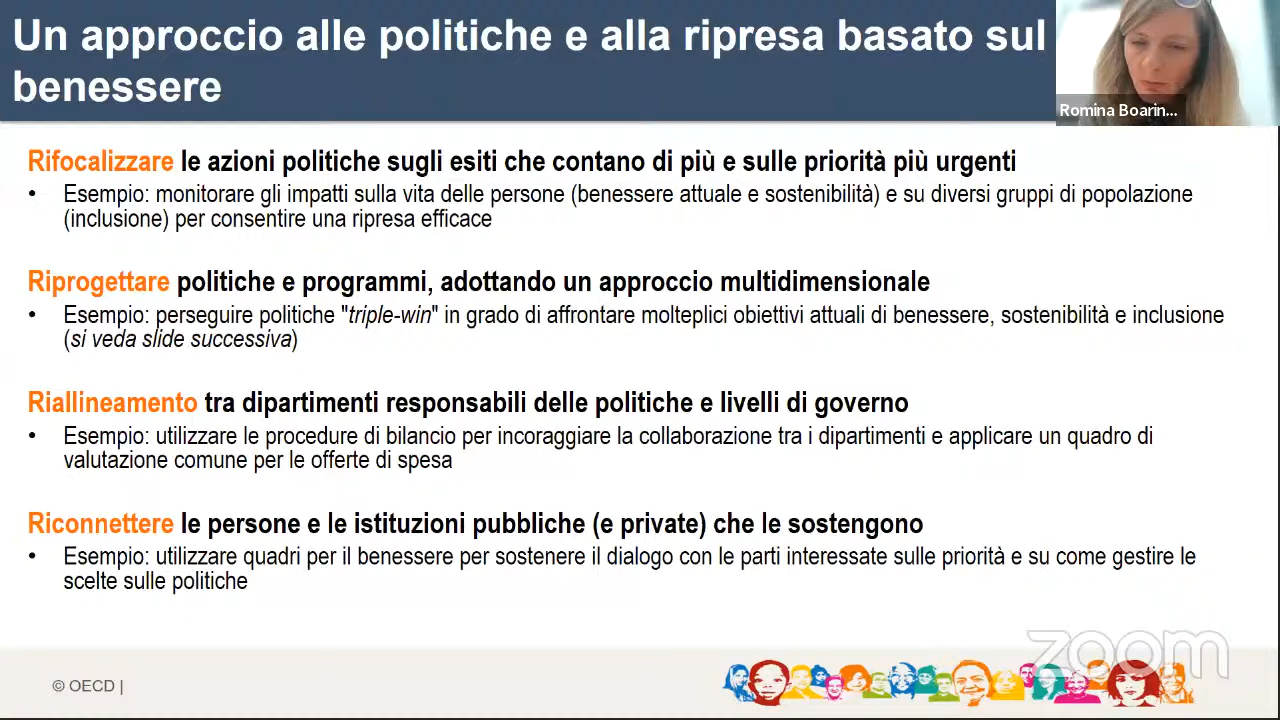 Un approccio alle politiche e alla ripresa basato sul
benessere
Romina Boarin...
Rifocalizzare le azioni politiche sugli esiti che contano di più e sulle priorità più urgenti
• Esempio: monitorare gli impatti sulla vita delle persone (benessere attuale e sostenibilità) e su diversi gruppi di popolazione
(inclusione) per consentire una ripresa efficace
Riprogettare politiche e programmi, adottando un approccio multidimensionale
• Esempio: perseguire politiche "triple-win" in grado di affrontare molteplici obiettivi attuali di benessere, sostenibilità e inclusione
(si veda slide successiva)
Riallineamento tra dipartimenti responsabili delle politiche e livelli di governo
• Esempio: utilizzare le procedure di bilancio per incoraggiare la collaborazione tra i dipartimenti e applicare un quadro di
valutazione comune per le offerte di spesa
Riconnettere le persone e le istituzioni pubbliche (e private) che le sostengono
• Esempio: utilizzare quadri per il benessere per sostenere il dialogo con le parti interessate sulle priorità e su come gestire le
scelte sulle politiche
zoom
© OECD |